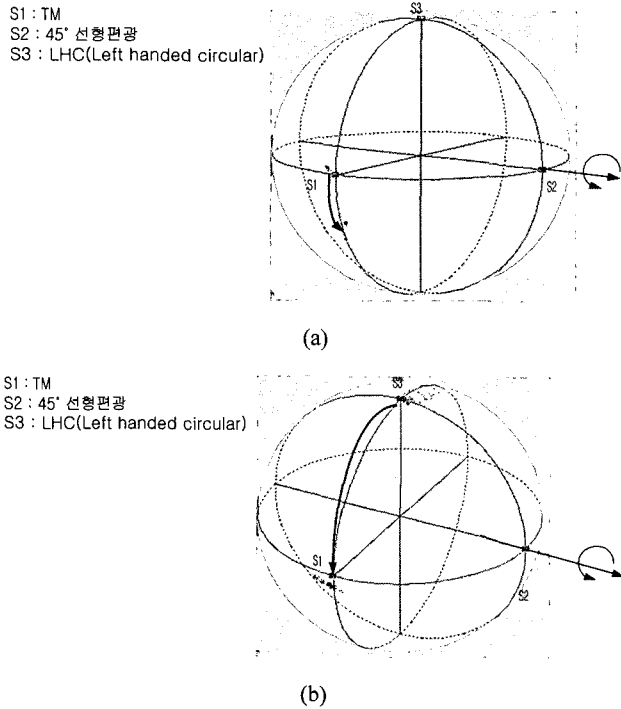 S1 : TM
S2 : 45° 선형편광
S3 : LHC(Left handed circular)
S3
S1
S2
(a)
S1 : TM
S2 : 45° 선형편광
S3 : LHC(Left handed circular)
S3
S1
S2
(b)